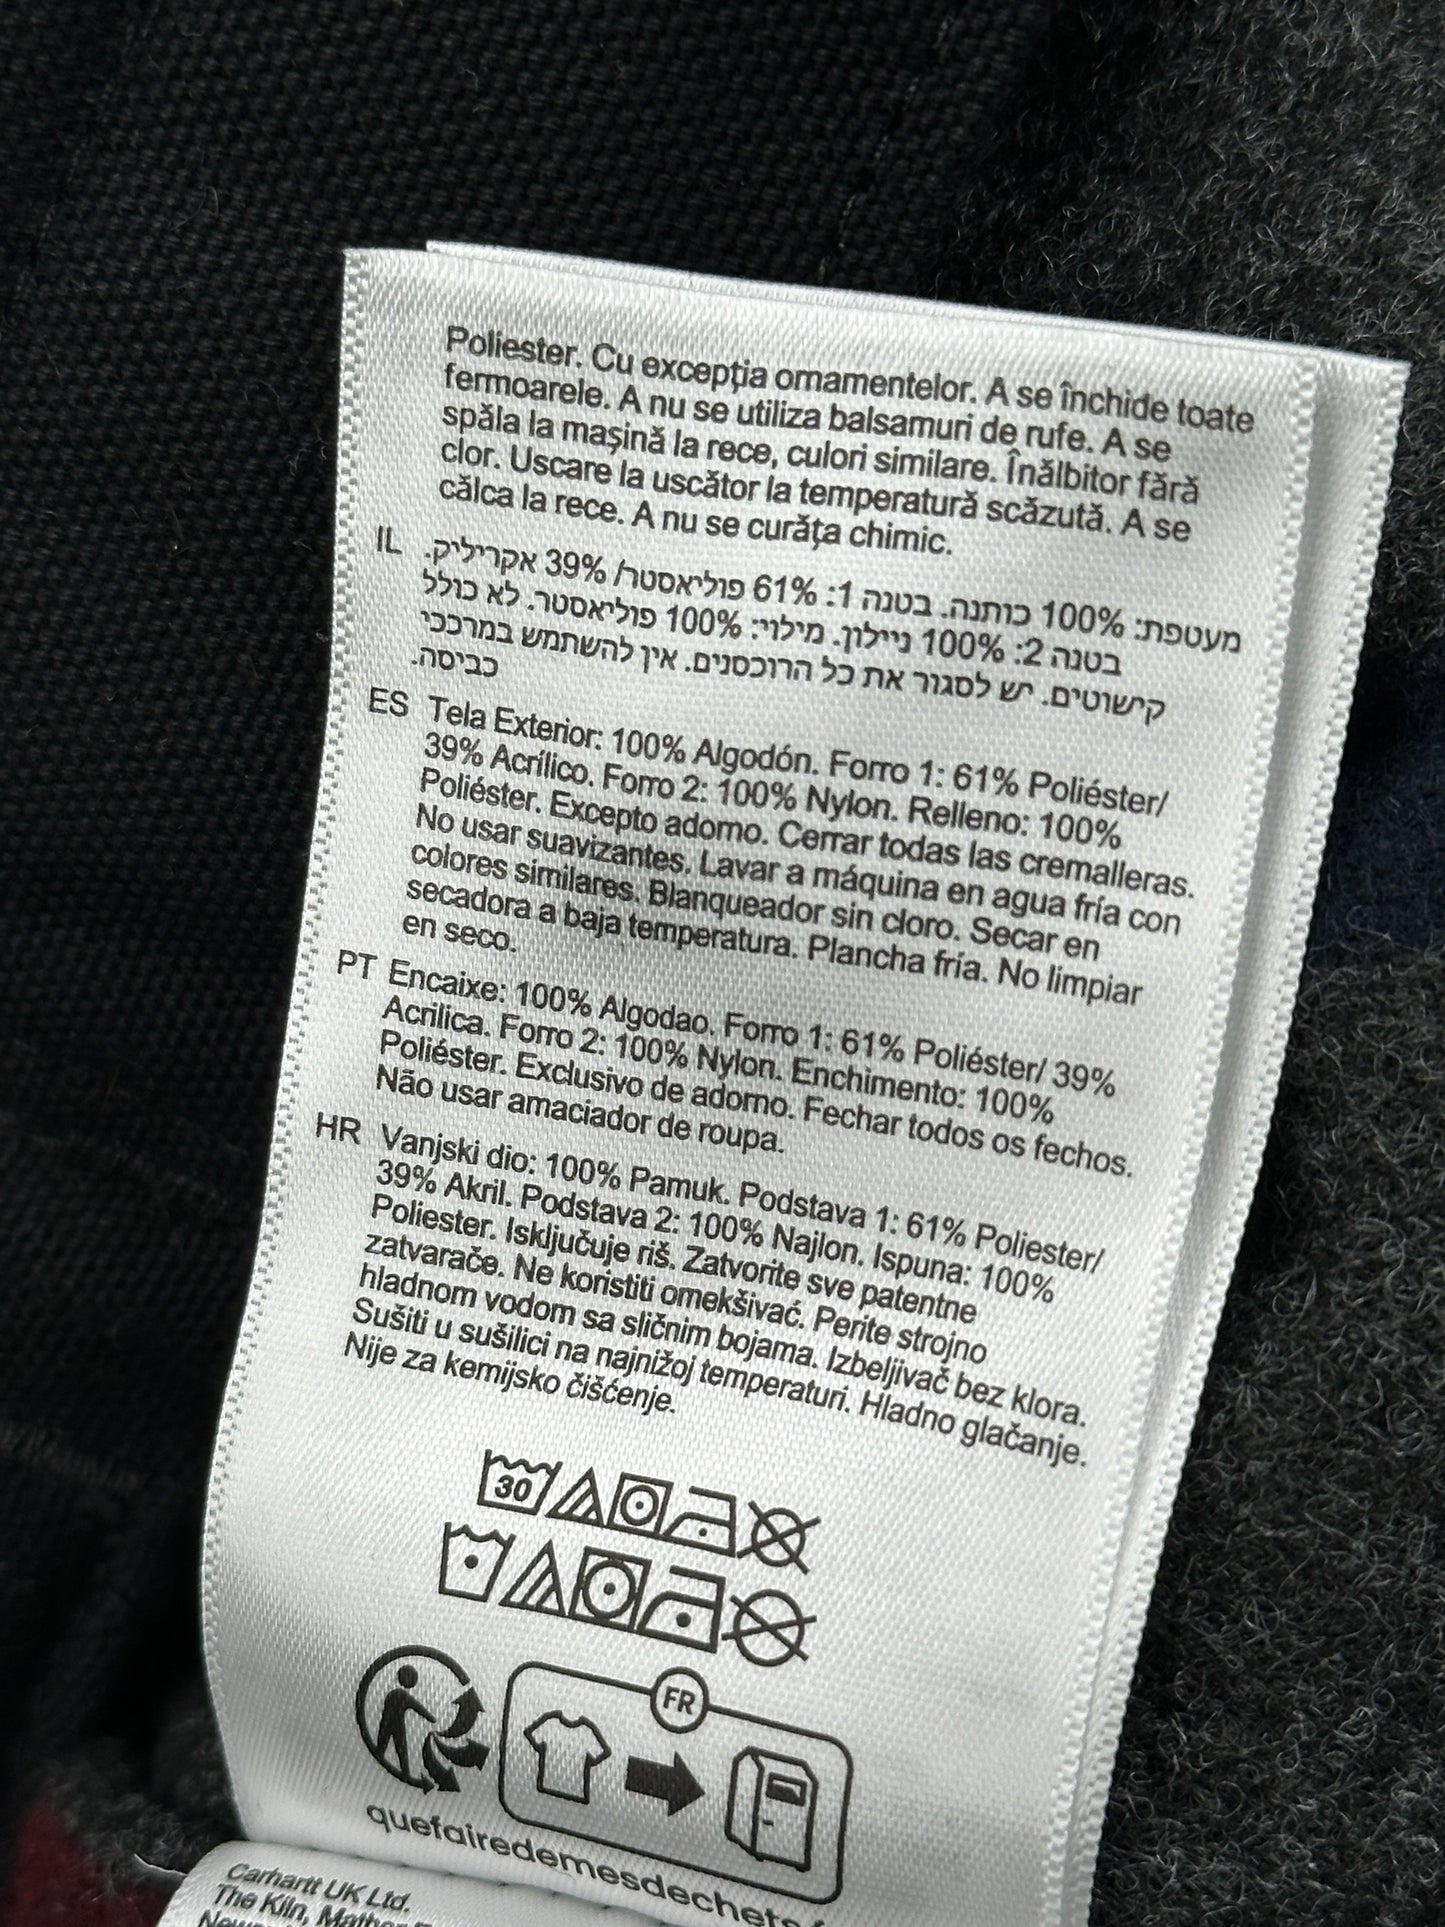 Poliester. Cu excepția ornamentelor. A se închide toate
fermoarele. A nu se utiliza balsamuri de rufe. A se
spăla la mașină la rece, culori similare. Înălbitor fără
clor. Uscare la uscător la temperatură scăzută. A se
călca la rece. A nu se curăța chimic.
IL מעטפת: 100% כותנה. בטנה 1: 61% פוליאסטר/ 39% אקריליק.
בטנה 2: 100% ניילון. מילוי: 100% פוליאסטר. לא כולל
קישוטים. יש לסגור את כל הרוכסנים. אין להשתמש במרככי
כביסה.
ES Tela Exterior: 100% Algodón. Forro 1: 61% Poliéster/
39% Acrílico. Forro 2: 100% Nylon. Relleno: 100%
Poliéster. Excepto adorno. Cerrar todas las cremalleras.
No usar suavizantes. Lavar a máquina en agua fría con
colores similares. Blanqueador sin cloro. Secar en
secadora a baja temperatura. Plancha fría. No limpiar
en seco.
PT Encaixe: 100% Algodao. Forro 1: 61% Poliéster/ 39%
Acrilica. Forro 2: 100% Nylon. Enchimento: 100%
Poliéster. Exclusivo de adorno. Fechar todos os fechos.
Não usar amaciador de roupa.
HR Vanjski dio: 100% Pamuk. Podstava 1: 61% Poliester/
39% Akril. Podstava 2: 100% Najlon. Ispuna: 100%
Poliester. Isključuje riš. Zatvorite sve patentne
zatvarače. Ne koristiti omekšivać. Perite strojno
hladnom vodom sa sličnim bojama. Izbeljivač bez klora.
Sušiti u sušilici na najnižoj temperaturi. Hladno glačanje.
Nije za kemijsko čišćenje.
30
FR
quefairedemesdechets
Carhartt UK Ltd.
The Kiln,